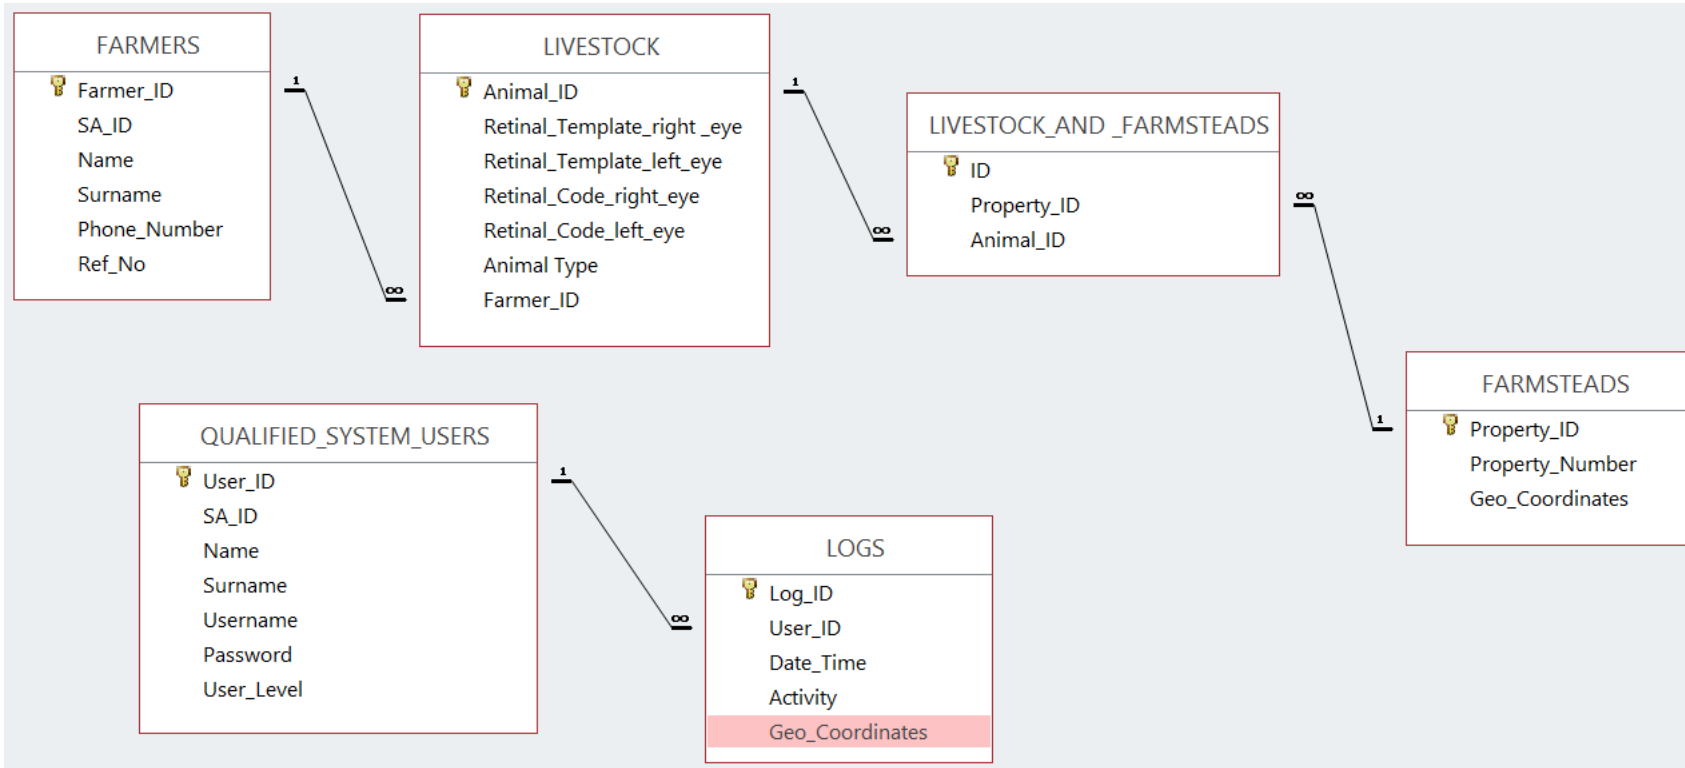 FARMERS
Farmer_ID
SA_ID
Name
Surname
Phone_Number
Ref_No
1
∞
LIVESTOCK
Animal_ID
Retinal_Template_right _eye
Retinal_Template_left_eye
Retinal_Code_right_eye
Retinal_Code_left_eye
Animal Type
Farmer_ID
1
∞
LIVESTOCK_AND _FARMSTEADS
ID
Property_ID
Animal_ID
∞
1
FARMSTEADS
Property_ID
Property_Number
Geo_Coordinates
QUALIFIED_SYSTEM_USERS
User_ID
SA_ID
Name
Surname
Username
Password
User_Level
1
∞
LOGS
Log_ID
User_ID
Date_Time
Activity
Geo_Coordinates